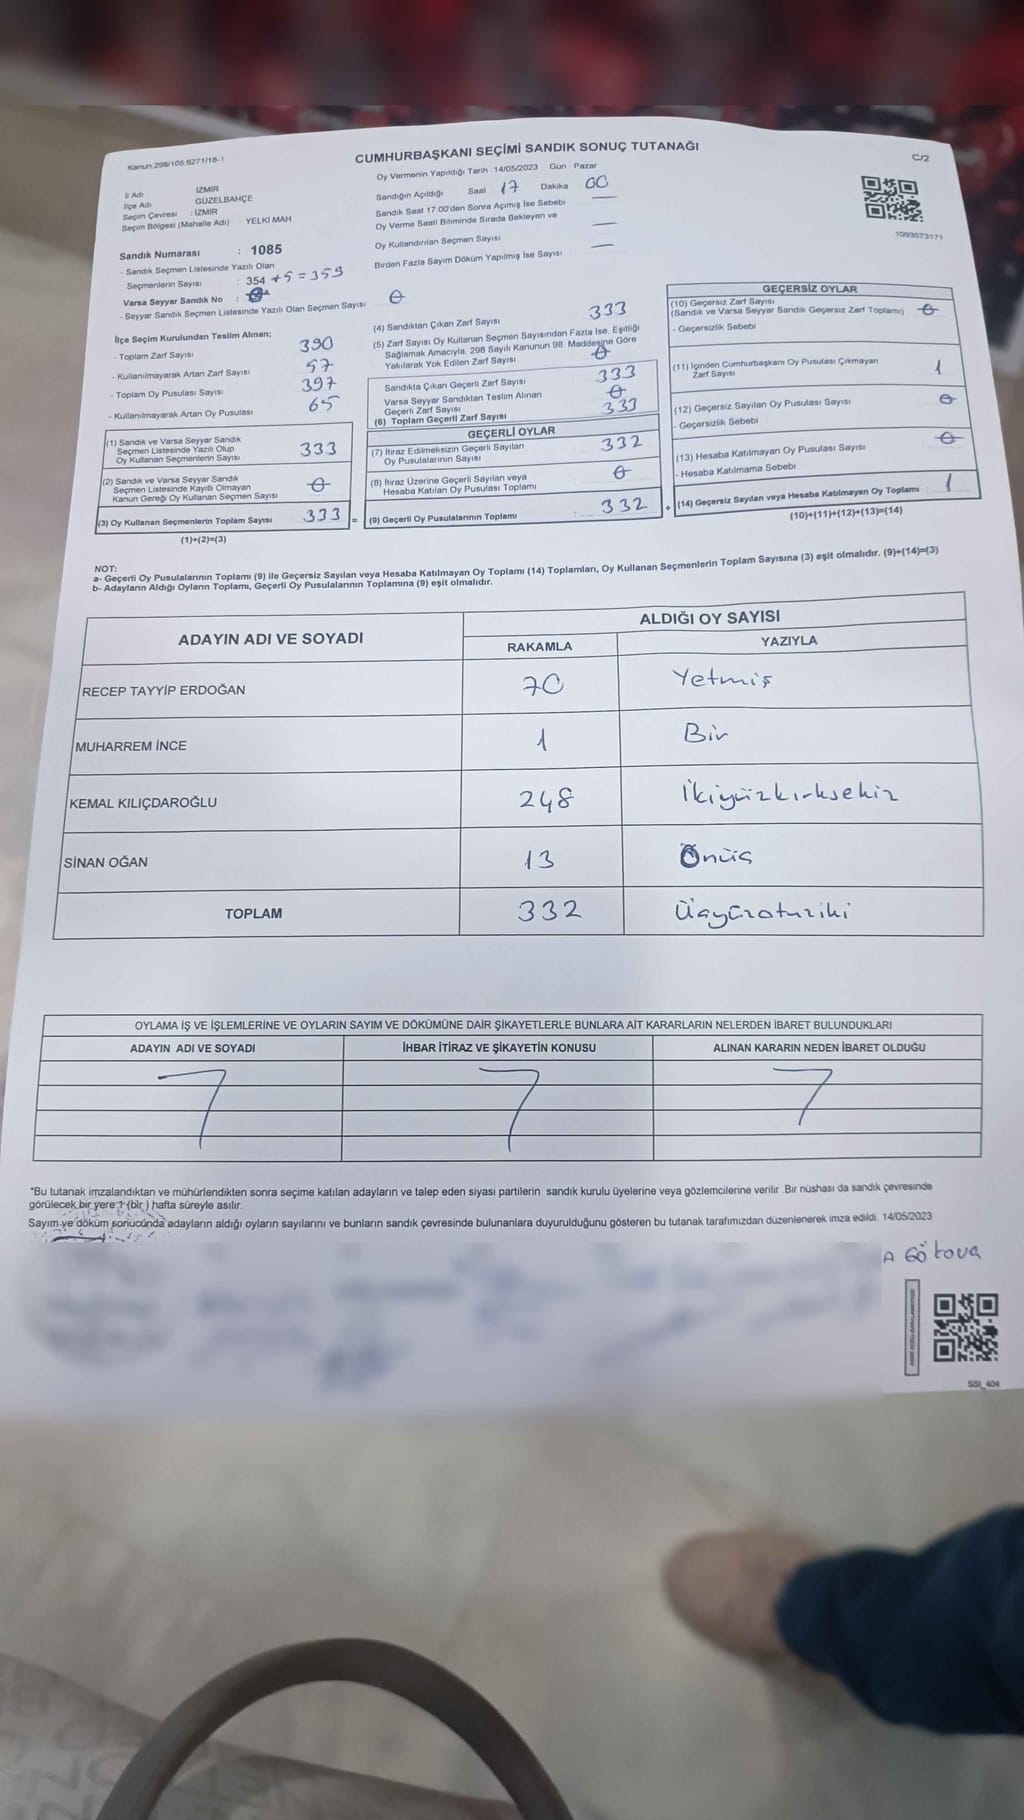 Kanun:298/105,6271/18-1
CUMHURBAŞKANI SEÇİMİ SANDIK SONUÇ TUTANAĞI
C/2
Oy Vermenin Yapıldığı Tarih 14/05/2023 Gün Pazar
İl Adı İZMİR
İlçe Adı GÜZELBAHÇE
Seçim Çevresi : İZMİR
Seçim Bölgesi (Mahalle Adı) YELKİ MAH
Sandığın Açıldığı Saat 17 Dakika 00
Sandık Saat 17 00'den Sonra Açımış İse Sebebi
Oy Verme Saati Bitiminde Sırada Bekleyen ve
Oy Kullandırılan Seçmen Sayısı
Birden Fazla Sayım Döküm Yapılmış İse Sayısı
1093573171
Sandık Numarası : 1085
- Sandık Seçmen Listesinde Yazılı Olan
Seçmenlerin Sayısı : 354 +5 = 359
Varsa Seyyar Sandık No :
- Seyyar Sandık Seçmen Listesinde Yazılı Olan Seçmen Sayısı 0
İlçe Seçim Kurulundan Teslim Alınan;
- Toplam Zarf Sayısı 390
- Kullanılmayarak Artan Zarf Sayısı 57
- Toplam Oy Pusulası Sayısı 397
- Kullanılmayarak Artan Oy Pusulası 65
(1) Sandık ve Varsa Seyyar Sandık
Seçmen Listesinde Yazılı Olup
Oy Kullanan Seçmenlerin Sayısı 333
(2) Sandık ve Varsa Seyyar Sandık
Seçmen Listesinde Kayıtlı Olmayan
Kanun Gereği Oy Kullanan Seçmen Sayısı 0
(3) Oy Kullanan Seçmenlerin Toplam Sayısı : 333 =
(1)+(2)=(3)
(4) Sandıktan Çıkan Zarf Sayısı 333
(5) Zarf Sayısı Oy Kullanan Seçmen Sayısından Fazla İse, Eşitliği
Sağlamak Amacıyla, 298 Sayılı Kanunun 98. Maddesine Göre
Yakılarak Yok Edilen Zarf Sayısı 0
Sandıkta Çıkan Geçerli Zarf Sayısı 333
Varsa Seyyar Sandıktan Teslim Alınan
Geçerli Zarf Sayısı 0
(6) Toplam Geçerli Zarf Sayısı 333
GEÇERLİ OYLAR
(7) İtiraz Edilmeksizin Geçerli Sayılan
Oy Pusulalarının Sayısı 332
(8) İtiraz Üzerine Geçerli Sayılan veya
Hesaba Katılan Oy Pusulası Toplamı 0
(9) Geçerli Oy Pusulalarının Toplamı : 332 +
GEÇERSİZ OYLAR
(10) Geçersiz Zarf Sayısı
(Sandık ve Varsa Seyyar Sandık Geçersiz Zarf Toplamı) 0
- Geçersizlik Sebebi
(11) İçinden Cumhurbaşkanı Oy Pusulası Çıkmayan
Zarf Sayısı 1
(12) Geçersiz Sayılan Oy Pusulası Sayısı 0
- Geçersizlik Sebebi
(13) Hesaba Katılmayan Oy Pusulası Sayısı 0
- Hesaba Katılmama Sebebi
(14) Geçersiz Sayılan veya Hesaba Katılmayan Oy Toplamı : 1
(10)+(11)+(12)+(13)=(14)
NOT:
a- Geçerli Oy Pusulalarının Toplamı (9) ile Geçersiz Sayılan veya Hesaba Katılmayan Oy Toplamı (14) Toplamları, Oy Kullanan Seçmenlerin Toplam Sayısına (3) eşit olmalıdır. (9)+(14)=(3)
b- Adayların Aldığı Oyların Toplamı, Geçerli Oy Pusulalarının Toplamına (9) eşit olmalıdır.
ADAYIN ADI VE SOYADI
ALDIĞI OY SAYISI
RAKAMLA YAZIYLA
RECEP TAYYİP ERDOĞAN 70 Yetmiş
MUHARREM İNCE 1 Bir
KEMAL KILIÇDAROĞLU 248 İkiyüzkırksekiz
SİNAN OĞAN 13 Onüç
TOPLAM 332 Üçyüzotuziki
OYLAMA İŞ VE İŞLEMLERİNE VE OYLARIN SAYIM VE DÖKÜMÜNE DAİR ŞİKAYETLERLE BUNLARA AİT KARARLARIN NELERDEN İBARET BULUNDUKLARI
ADAYIN ADI VE SOYADI İHBAR İTİRAZ VE ŞİKAYETİN KONUSU ALINAN KARARIN NEDEN İBARET OLDUĞU
*Bu tutanak imzalandıktan ve mühürlendikten sonra seçime katılan adayların ve talep eden siyasi partilerin sandık kurulu üyelerine veya gözlemcilerine verilir .Bir nüshası da sandık çevresinde
görülecek bir yere 1 (bir ) hafta süreyle asılır.
Sayım ve döküm sonucunda adayların aldığı oyların sayılarını ve bunların sandık çevresinde bulunanlara duyurulduğunu gösteren bu tutanak tarafımızdan düzenlenerek imza edildi. 14/05/2023
A Gökova
SSI_404